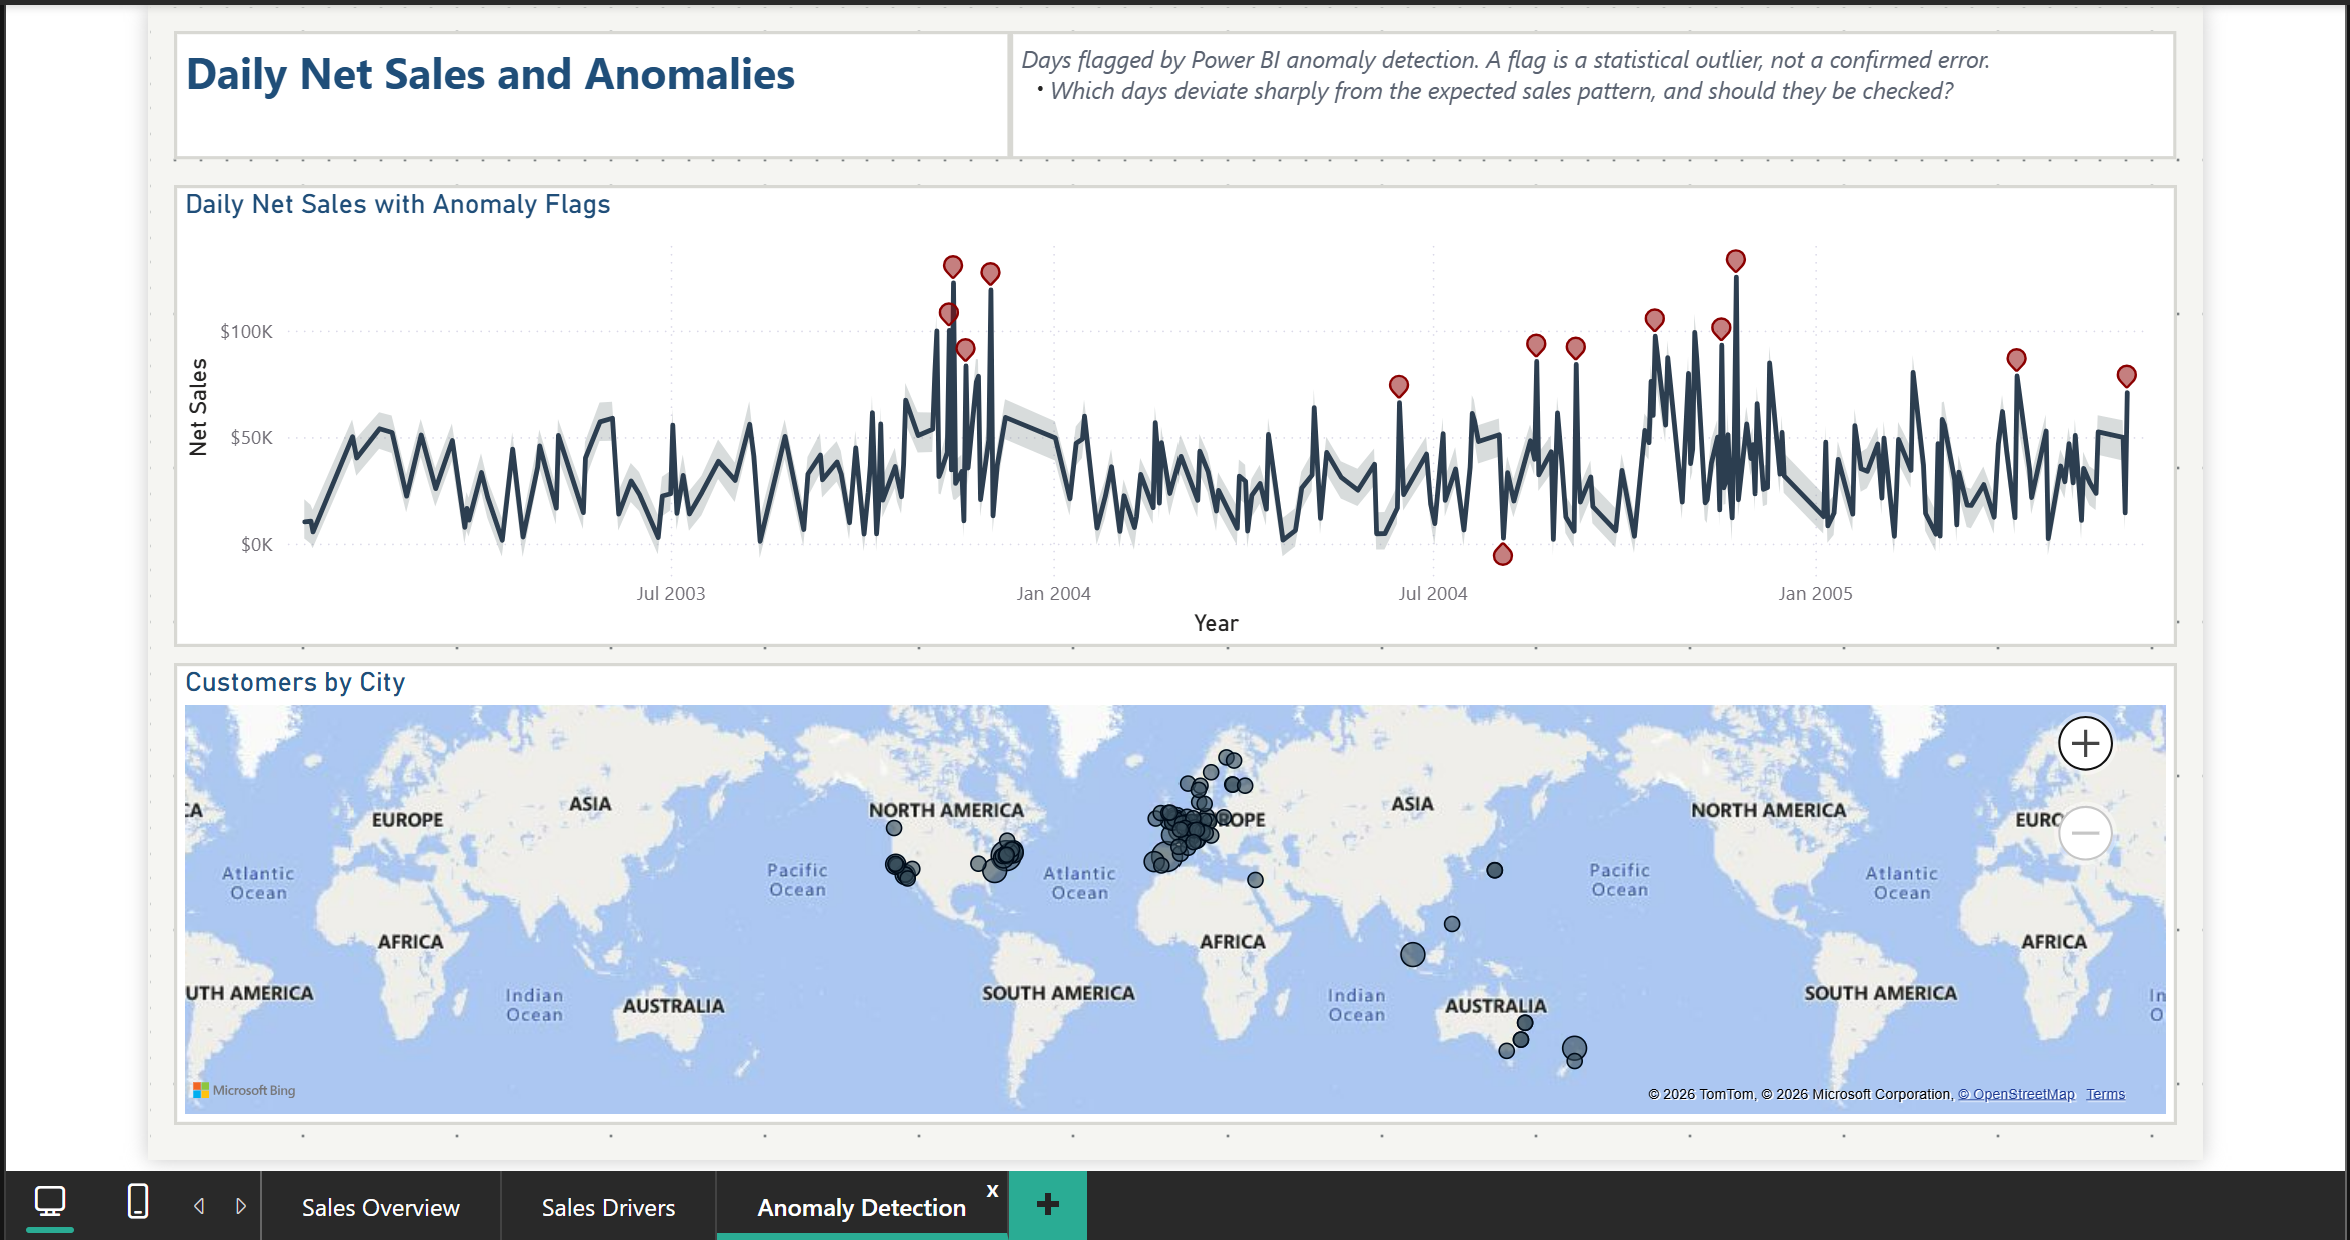 Daily Net Sales and Anomalies
Days flagged by Power BI anomaly detection. A flag is a statistical outlier, not a confirmed error.
• Which days deviate sharply from the expected sales pattern, and should they be checked?
Daily Net Sales with Anomaly Flags
Net Sales
$100K
$50K
$0K
Jul 2003
Jan 2004
Jul 2004
Jan 2005
Year
Customers by City
ASIA
NORTH AMERICA
ASIA
NORTH AMERICA
CA
EUROPE
ROPE
EURO
Atlantic
Ocean
Pacific
Ocean
Atlantic
Ocean
Pacific
Ocean
Atlantic
Ocean
AFRICA
AFRICA
AFRICA
UTH AMERICA
Indian
Ocean
AUSTRALIA
SOUTH AMERICA
Indian
Ocean
AUSTRALIA
SOUTH AMERICA
In
O
Microsoft Bing
© 2026 TomTom, © 2026 Microsoft Corporation, © OpenStreetMap Terms
Sales Overview
Sales Drivers
Anomaly Detection
x
+